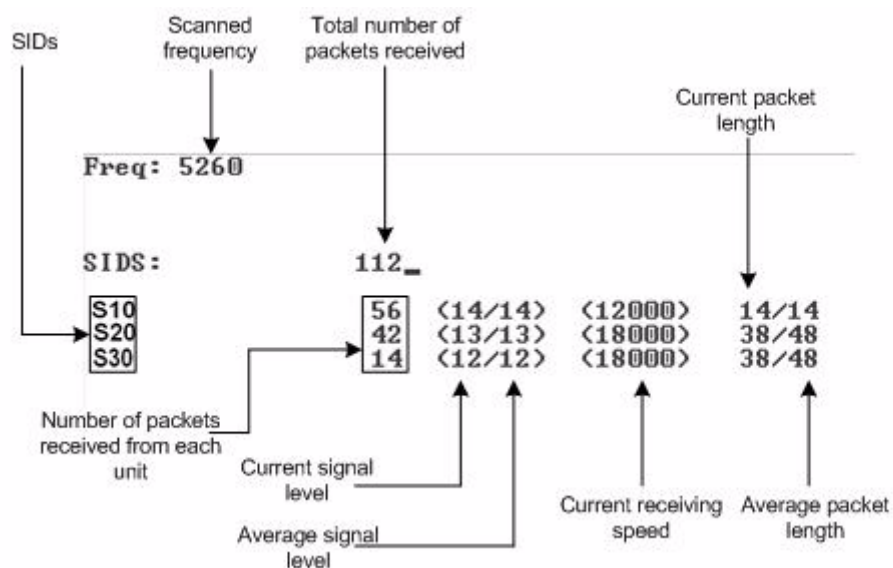 SIDs
Scanned
frequency
Total number of
packets received
Current packet
length
Freq: 5260
SIDS: 112_
S10 56 (14/14) (12000) 14/14
S20 42 (13/13) (18000) 38/48
S30 14 (12/12) (18000) 38/48
Number of packets
received from each
unit
Current signal
level
Average signal
level
Current receiving
speed
Average packet
length